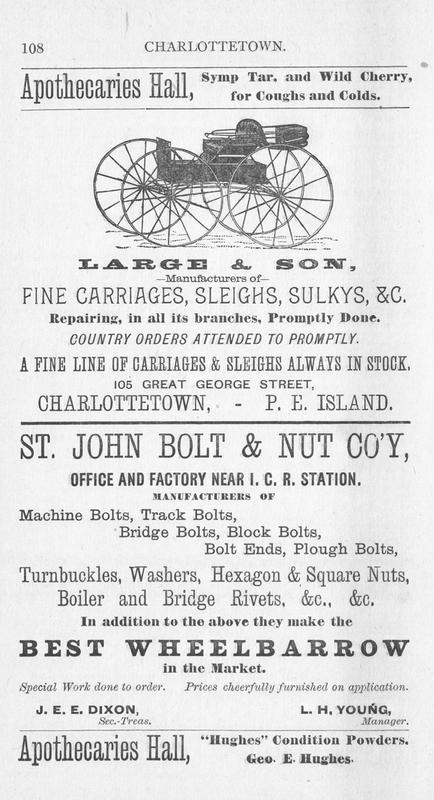 108 CHARLOTTETOWN.
Apothecaries Hall, Symp Tar, and Wild Cherry,
for Coughs and Colds.
LARGE & SON,
—Manufacturers of—
FINE CARRIAGES, SLEIGHS, SULKYS, &C.
Repairing, in all its branches, Promptly Done.
COUNTRY ORDERS ATTENDED TO PROMPTLY.
A FINE LINE OF CARRIAGES & SLEIGHS ALWAYS IN STOCK.
105 GREAT GEORGE STREET,
CHARLOTTETOWN, - P. E. ISLAND.
ST. JOHN BOLT & NUT CO'Y,
OFFICE AND FACTORY NEAR I. C. R. STATION.
MANUFACTURERS OF
Machine Bolts, Track Bolts,
Bridge Bolts, Block Bolts,
Bolt Ends, Plough Bolts,
Turnbuckles, Washers, Hexagon & Square Nuts,
Boiler and Bridge Rivets, &c., &c.
In addition to the above they make the
BEST WHEELBARROW
in the Market.
Special Work done to order. Prices cheerfully furnished on application.
J. E. E. DIXON, L. H, YOUNG,
Sec.-Treas. Manager.
Apothecaries Hall, "Hughes" Condition Powders.
Geo. E. Hughes.